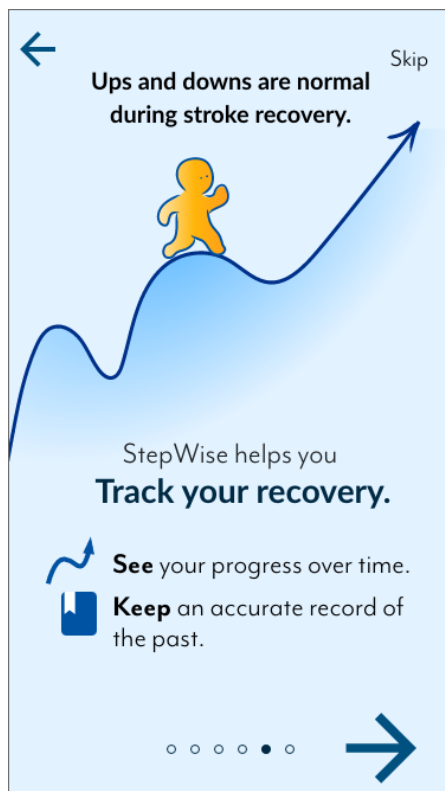 Skip
Ups and downs are normal
during stroke recovery.
StepWise helps you
Track your recovery.
See your progress over time.
Keep an accurate record of
the past.